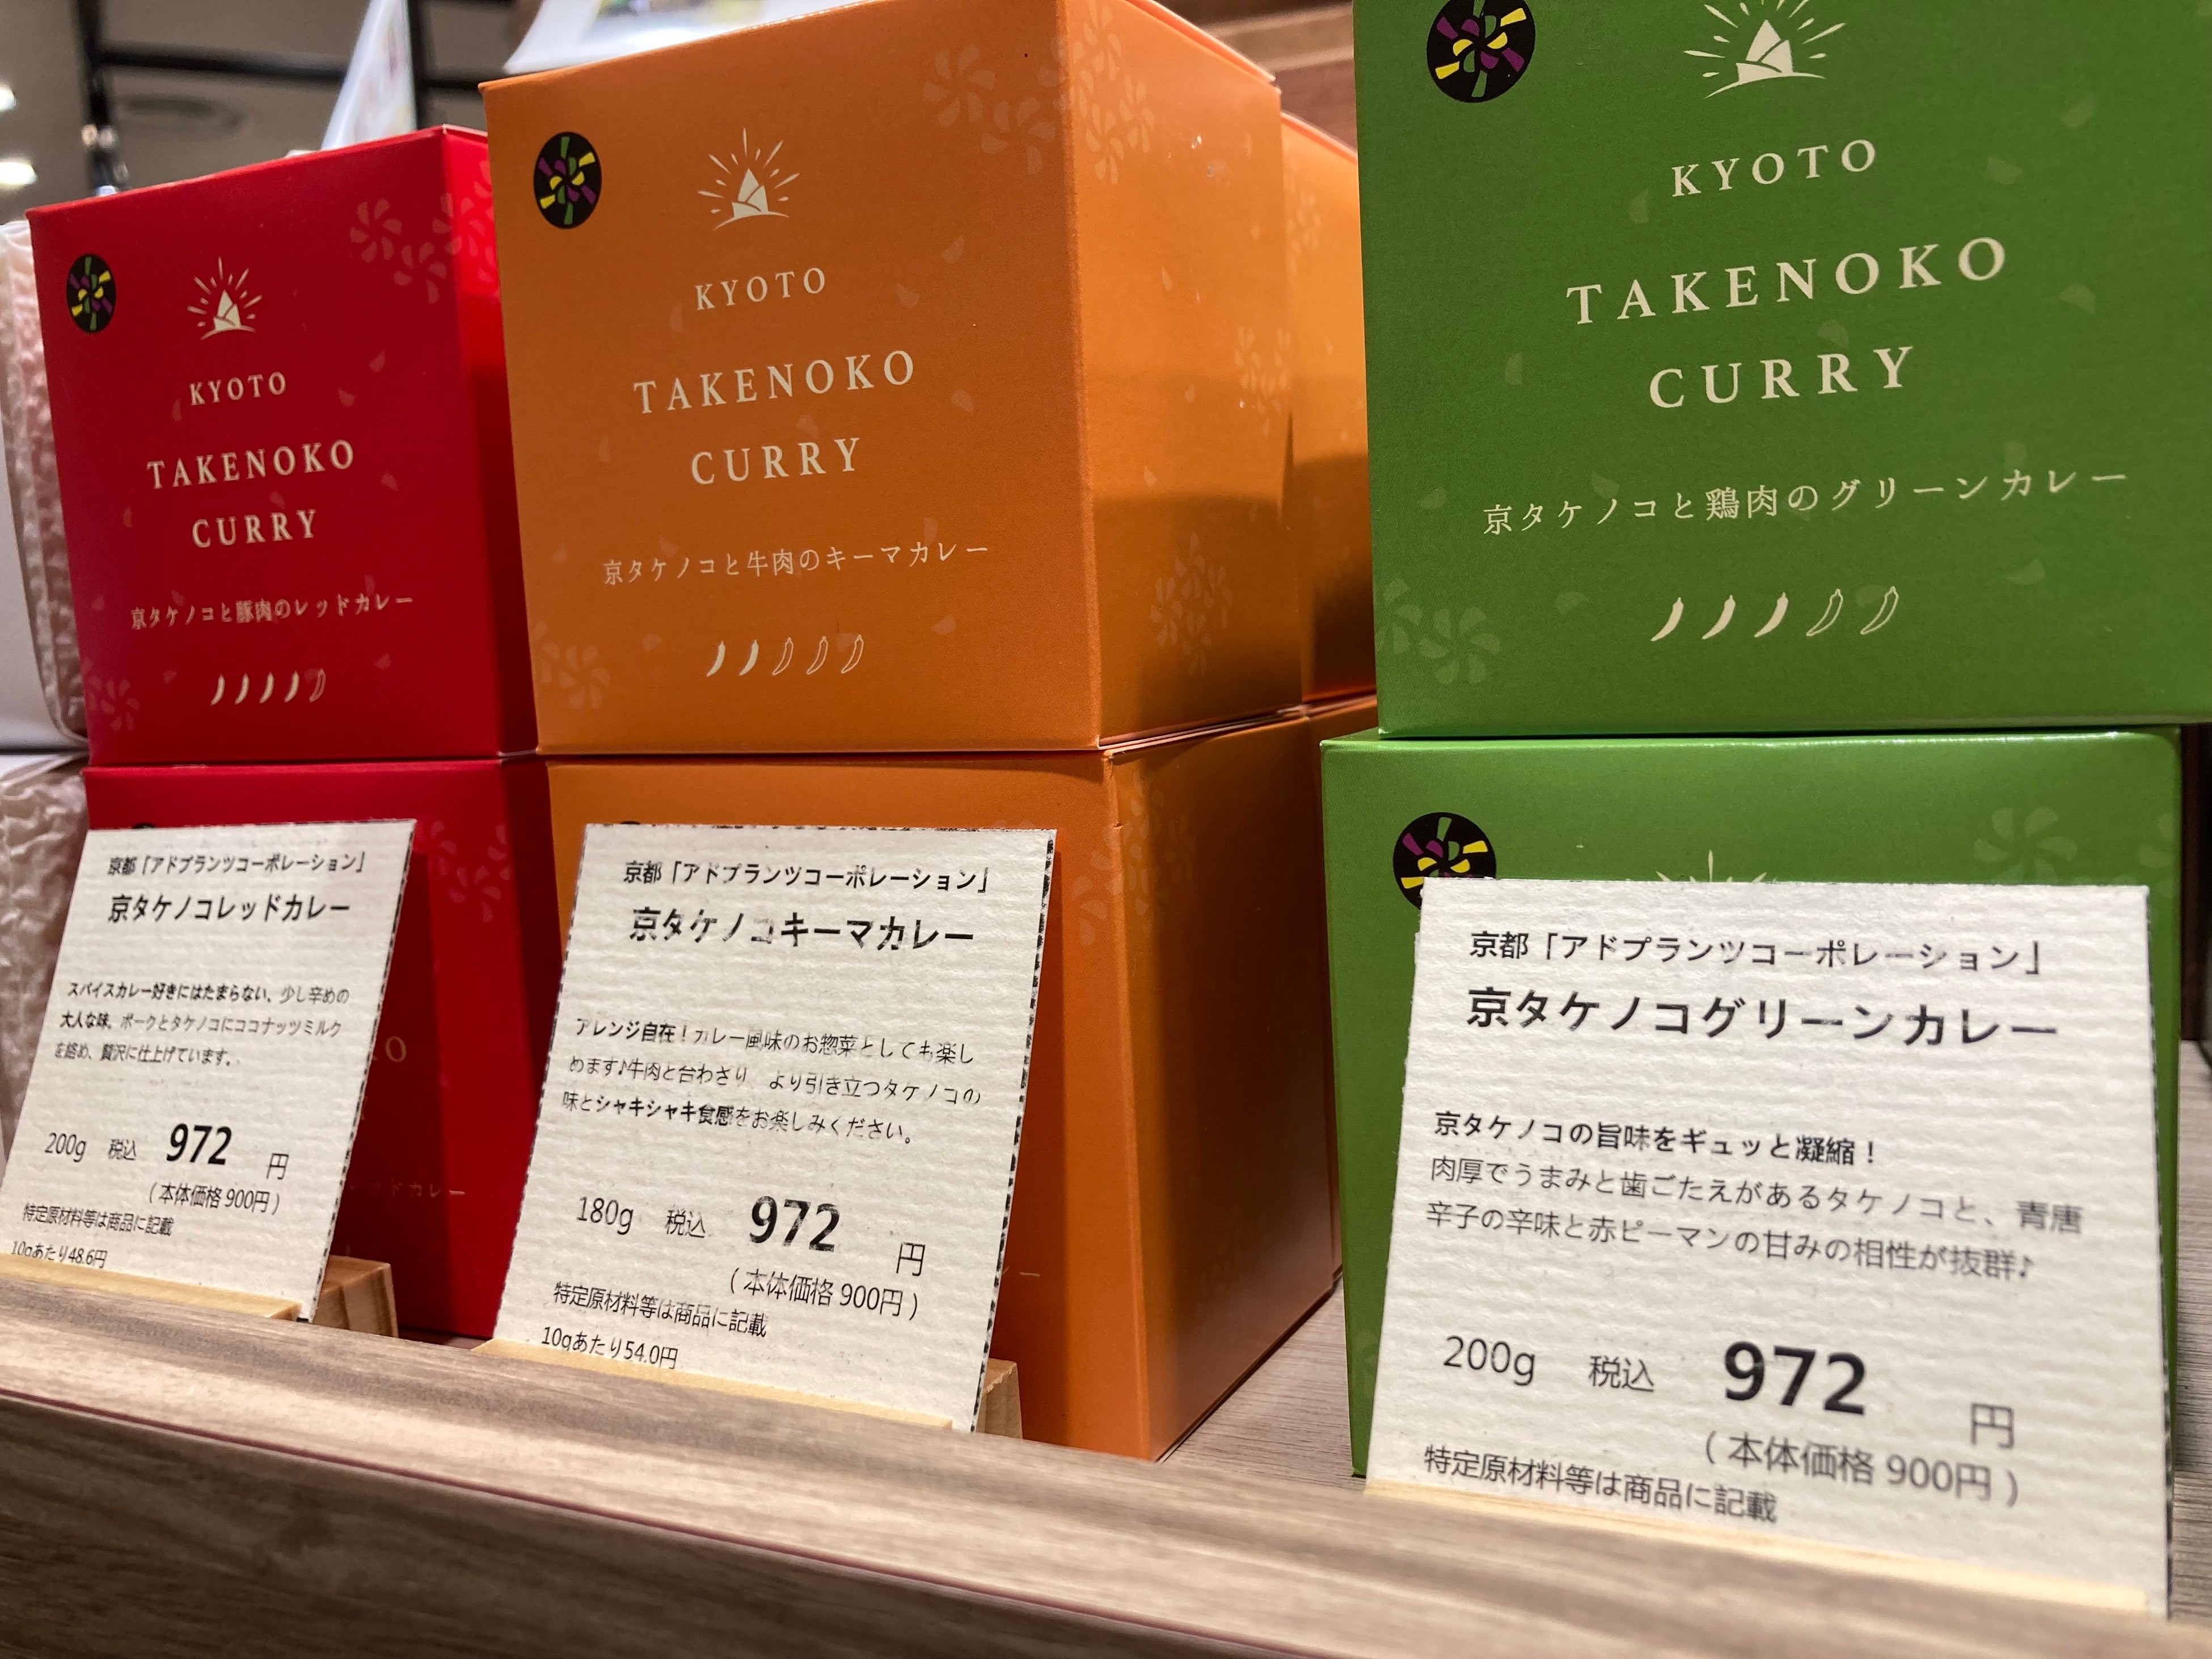 KYOTO
TAKENOKO
CURRY
京タケノコと豚肉のレッドカレー
KYOTO
TAKENOKO
CURRY
京タケノコと牛肉のキーマカレー
KYOTO
TAKENOKO
CURRY
京タケノコと鶏肉のグリーンカレー
京都「アドプランツコーポレーション」
京タケノコレッドカレー
スパイスカレー好きにはたまらない、少し辛めの
大人な味。ポークとタケノコにココナッツミルク
を絡め、贅沢に仕上げています。
200g 税込 972 円
(本体価格 900円)
特定原材料等は商品に記載
10gあたり48.6円
京都「アドプランツコーポレーション」
京タケノコキーマカレー
アレンジ自在!カレー風味のお惣菜としても楽し
めます♪牛肉と合わさり より引き立つタケノコの
味とシャキシャキ食感をお楽しみください。
180g 税込 972 円
(本体価格 900円)
特定原材料等は商品に記載
10gあたり54.0円
京都「アドプランツコーポレーション」
京タケノコグリーンカレー
京タケノコの旨味をギュッと凝縮!
肉厚でうまみと歯ごたえがあるタケノコと、青唐
辛子の辛味と赤ピーマンの甘みの相性が抜群♪
200g 税込 972 円
(本体価格 900円)
特定原材料等は商品に記載